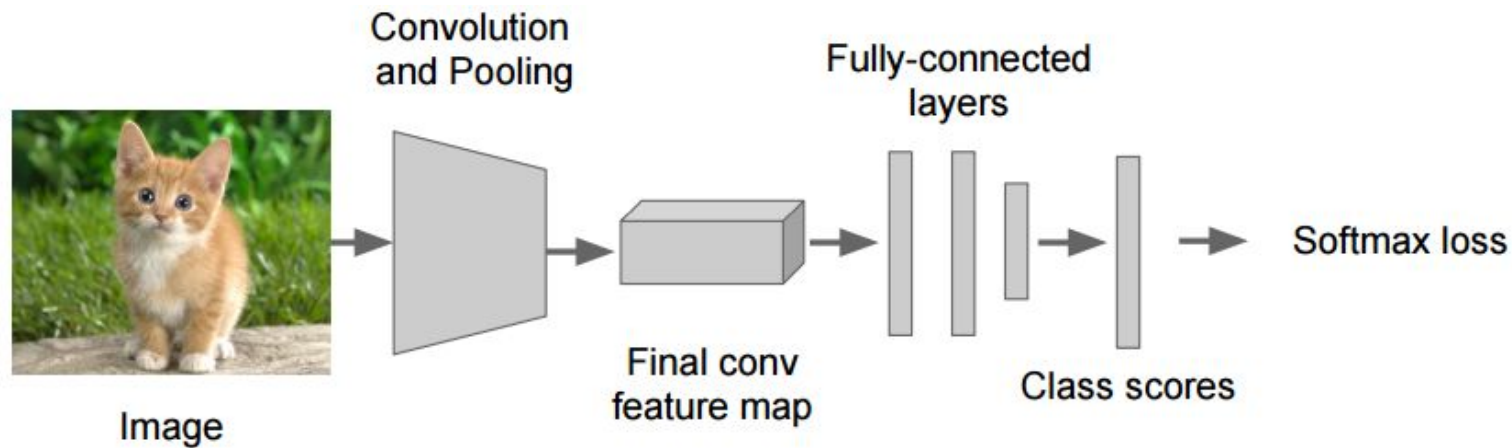 Convolution
and Pooling
Fully-connected
layers
Softmax loss
Final conv
feature map
Class scores
Image